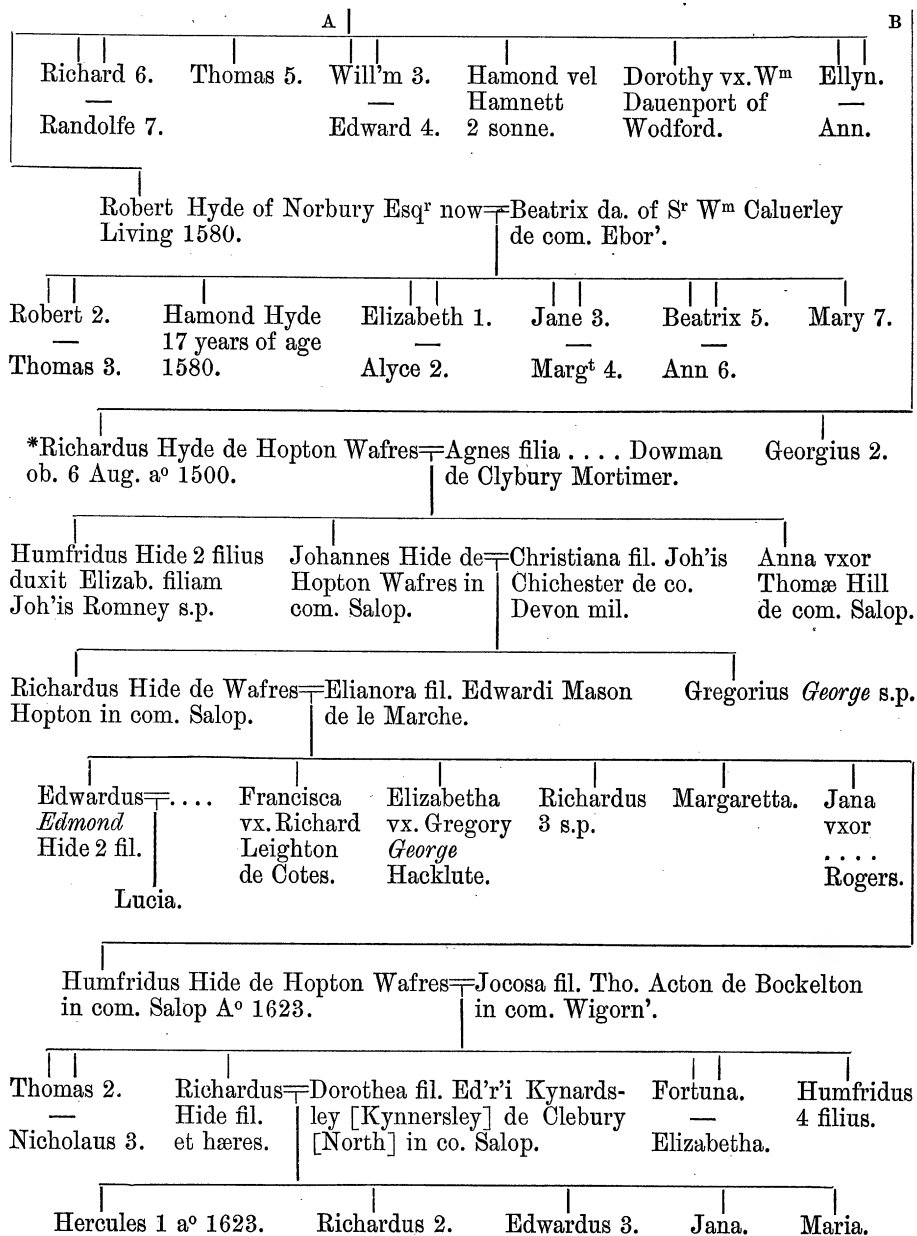 A B
Richard 6. Thomas 5. Will'm 3. Hamond vel Dorothy vx. Wᵐ Ellyn.
— — Hamnett Dauenport of —
Randolfe 7. Edward 4. 2 sonne. Wodford. Ann.
Robert Hyde of Norbury Esqʳ now Beatrix da. of Sʳ Wᵐ Caluerley
Living 1580. de com. Ebor'.
Robert 2. Hamond Hyde Elizabeth 1. Jane 3. Beatrix 5. Mary 7.
— 17 years of age — — —
Thomas 3. 1580. Alyce 2. Margᵗ 4. Ann 6.
*Richardus Hyde de Hopton Wafres Agnes filia .... Dowman Georgius 2.
ob. 6 Aug. aº 1500. de Clybury Mortimer.
Humfridus Hide 2 filius Johannes Hide de Christiana fil. Joh'is Anna vxor
duxit Elizab. filiam Hopton Wafres in Chichester de co. Thomæ Hill
Joh'is Romney s.p. com. Salop. Devon mil. de com. Salop.
Richardus Hide de Wafres Elianora fil. Edwardi Mason Gregorius George s.p.
Hopton in com. Salop. de le Marche.
Edwardus .... Francisca Elizabetha Richardus Margaretta. Jana
Edmond vx. Richard vx. Gregory 3 s.p. vxor
Hide 2 fil. Leighton George ....
de Cotes. Hacklute. Rogers.
Lucia.
Humfridus Hide de Hopton Wafres Jocosa fil. Tho. Acton de Bockelton
in com. Salop Aº 1623. in com. Wigorn'.
Thomas 2. Richardus Dorothea fil. Ed'r'i Kynards- Fortuna. Humfridus
— Hide fil. ley [Kynnersley] de Clebury — 4 filius.
Nicholaus 3. et hæres. [North] in co. Salop. Elizabetha.
Hercules 1 aº 1623. Richardus 2. Edwardus 3. Jana. Maria.